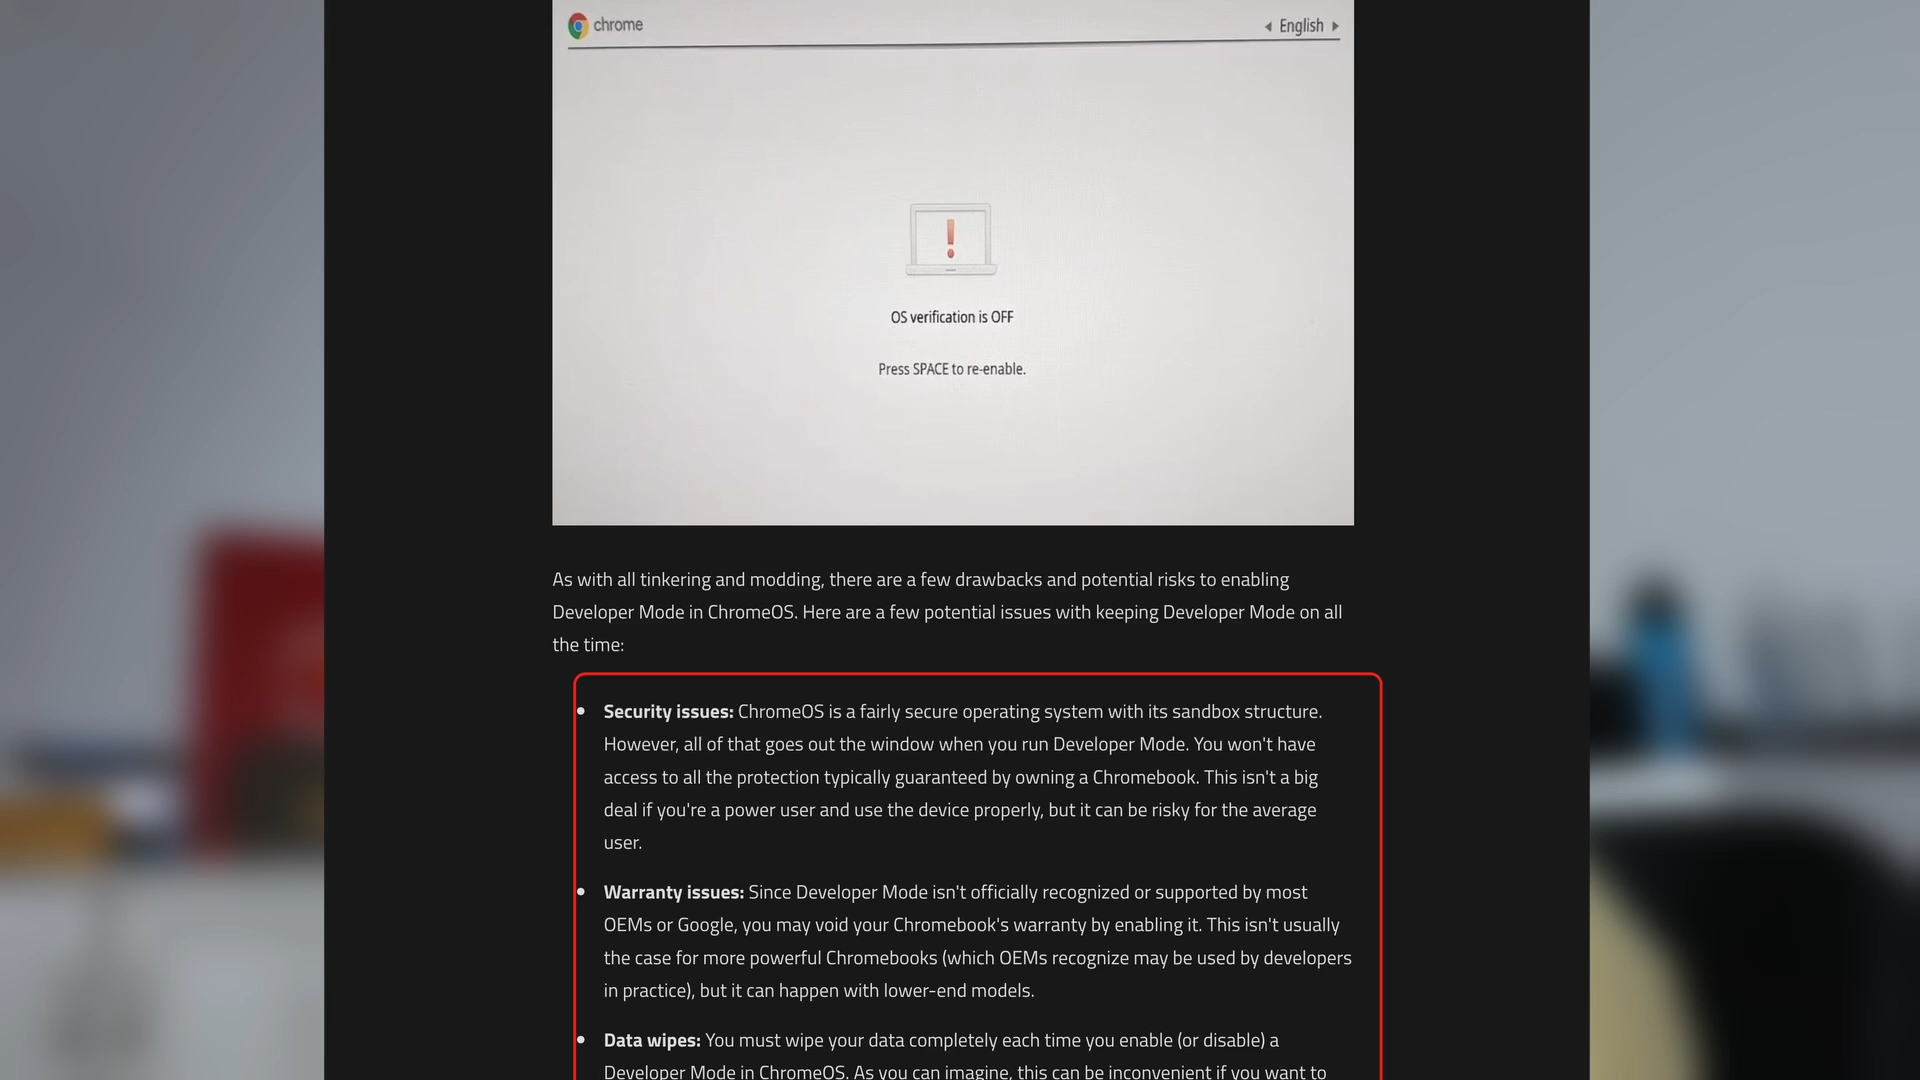 chrome
English
OS verification is OFF
Press SPACE to re-enable.
As with all tinkering and modding, there are a few drawbacks and potential risks to enabling
Developer Mode in ChromeOS. Here are a few potential issues with keeping Developer Mode on all
the time:
Security issues: ChromeOS is a fairly secure operating system with its sandbox structure.
However, all of that goes out the window when you run Developer Mode. You won't have
access to all the protection typically guaranteed by owning a Chromebook. This isn't a big
deal if you're a power user and use the device properly, but it can be risky for the average
user.
Warranty issues: Since Developer Mode isn't officially recognized or supported by most
OEMs or Google, you may void your Chromebook's warranty by enabling it. This isn't usually
the case for more powerful Chromebooks (which OEMs recognize may be used by developers
in practice), but it can happen with lower-end models.
Data wipes: You must wipe your data completely each time you enable (or disable) a
Developer Mode in ChromeOS. As you can imagine, this can be inconvenient if you want to